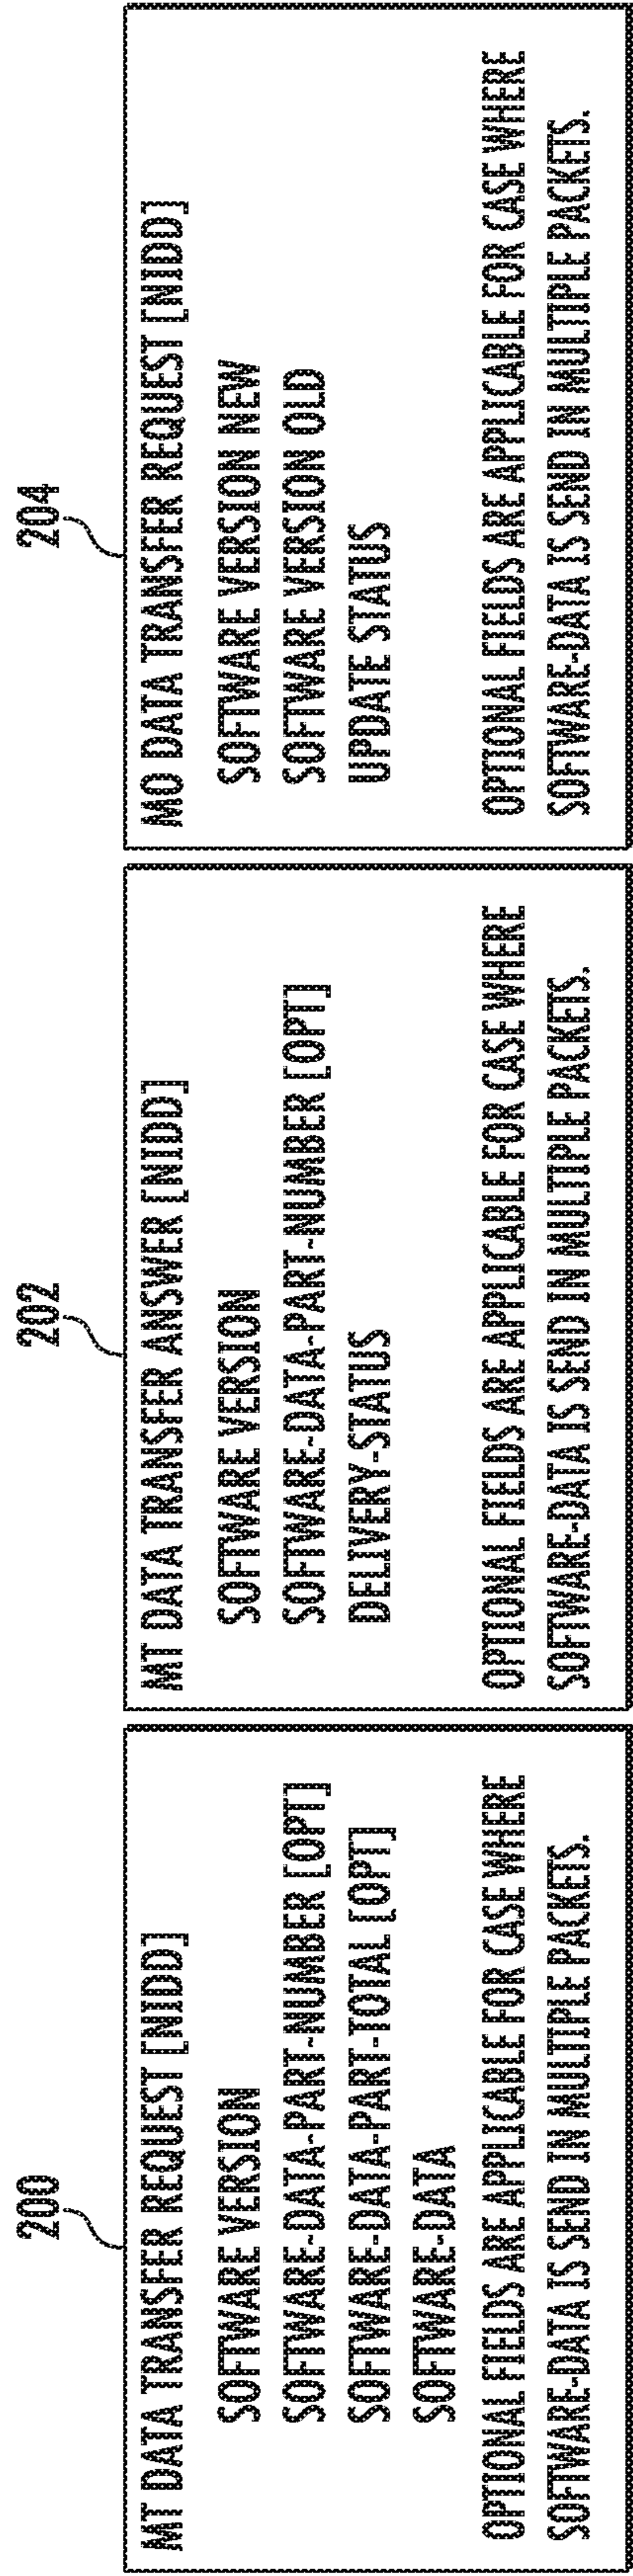 200
MT DATA TRANSFER REQUEST [NIDD]
SOFTWARE VERSION
SOFTWARE-DATA-PART-NUMBER [OPT]
SOFTWARE-DATA-PART-TOTAL [OPT]
SOFTWARE-DATA
OPTIONAL FIELDS ARE APPLICABLE FOR CASE WHERE
SOFTWARE-DATA IS SEND IN MULTIPLE PACKETS.
202
MT DATA TRANSFER ANSWER [NIDD]
SOFTWARE VERSION
SOFTWARE-DATA-PART-NUMBER [OPT]
DELIVERY-STATUS
OPTIONAL FIELDS ARE APPLICABLE FOR CASE WHERE
SOFTWARE-DATA IS SEND IN MULTIPLE PACKETS.
204
MO DATA TRANSFER REQUEST [NIDD]
SOFTWARE VERSION NEW
SOFTWARE VERSION OLD
UPDATE STATUS
OPTIONAL FIELDS ARE APPLICABLE FOR CASE WHERE
SOFTWARE-DATA IS SEND IN MULTIPLE PACKETS.